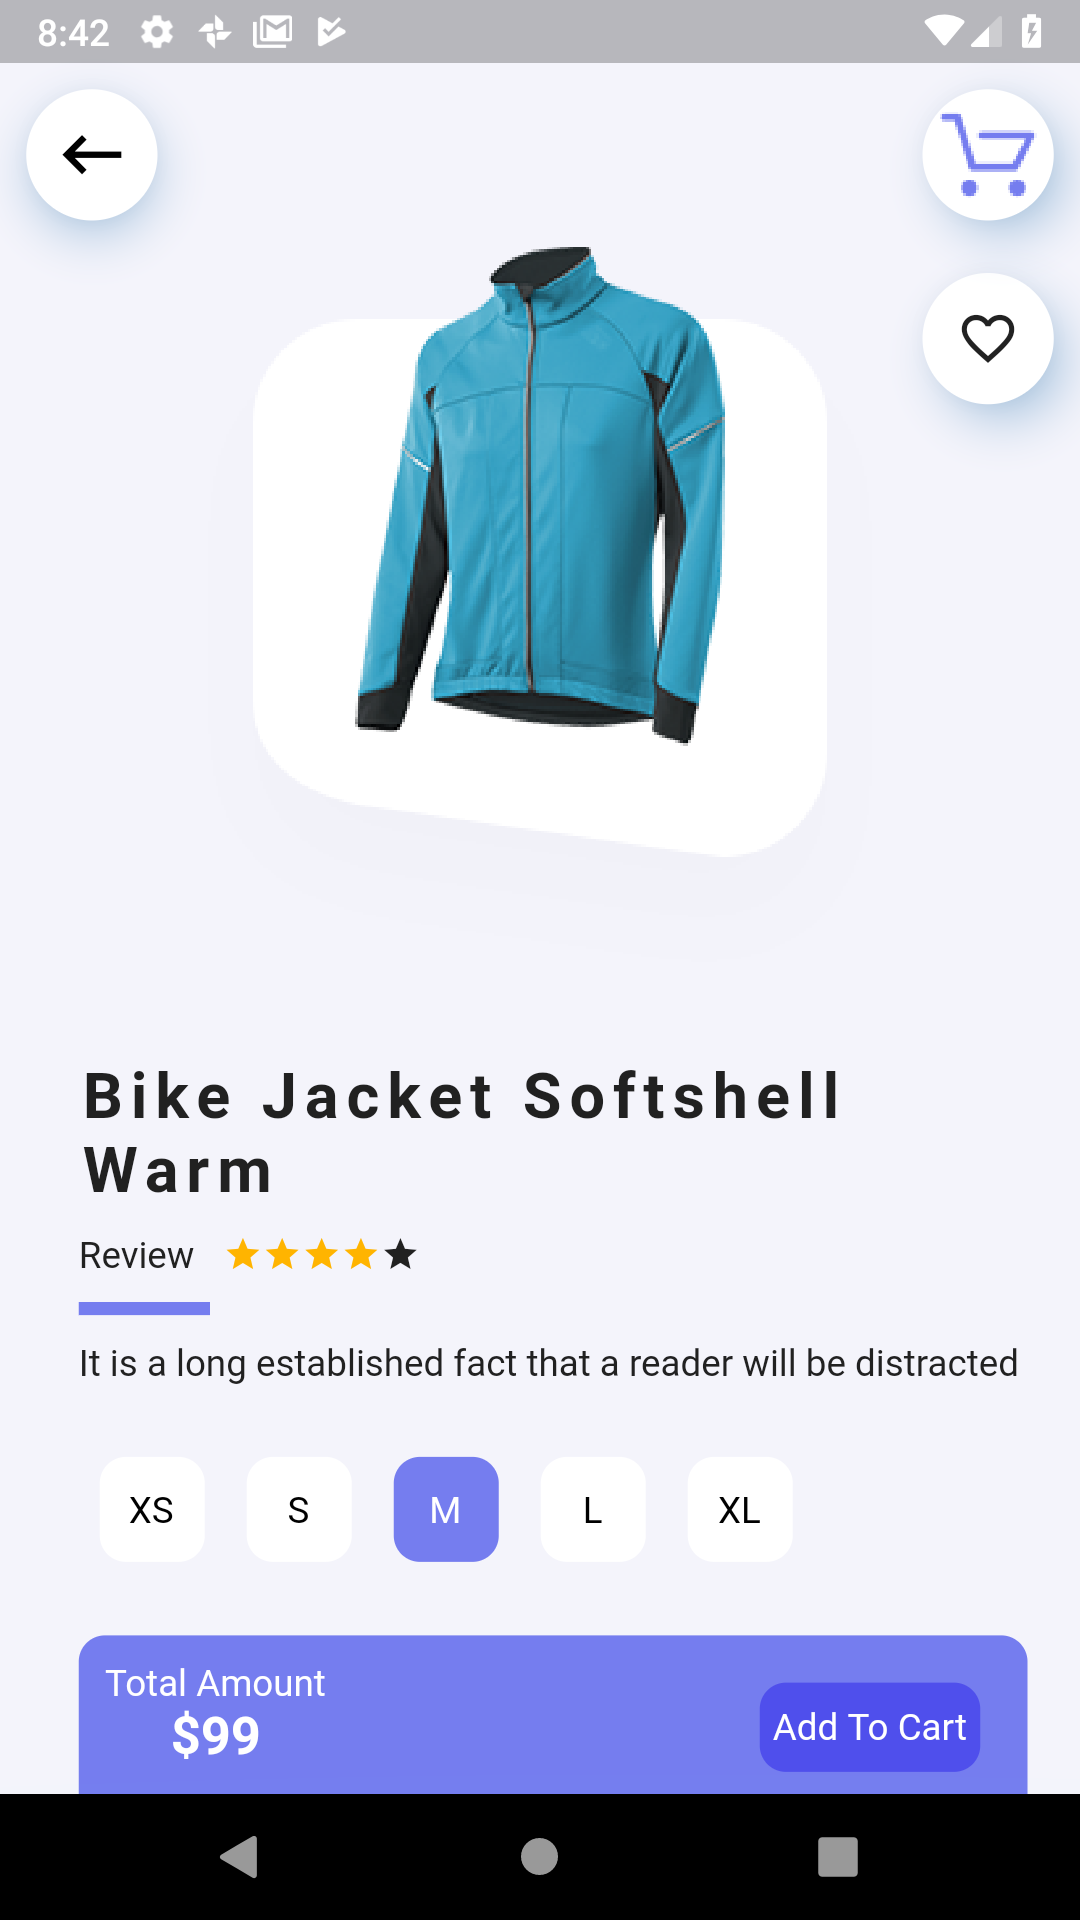 8:42
Bike Jacket Softshell
Warm
Review
It is a long established fact that a reader will be distracted
XS S M L XL
Total Amount
$99
Add To Cart